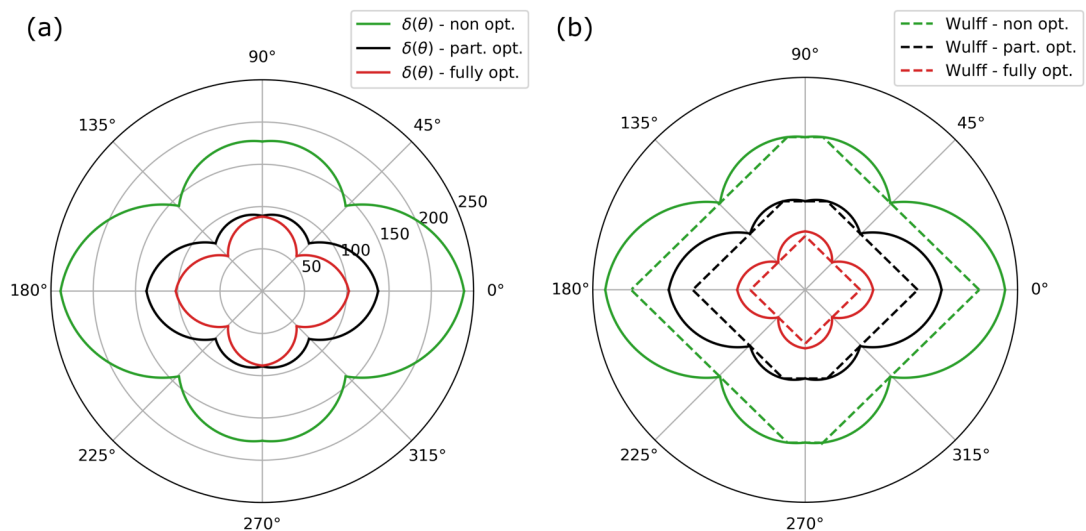 (a)
δ(θ) - non opt.
δ(θ) - part. opt.
δ(θ) - fully opt.
90°
135°
45°
250
200
150
100
50
180°
0°
225°
315°
270°
(b)
Wulff - non opt.
Wulff - part. opt.
Wulff - fully opt.
90°
135°
45°
180°
0°
225°
315°
270°